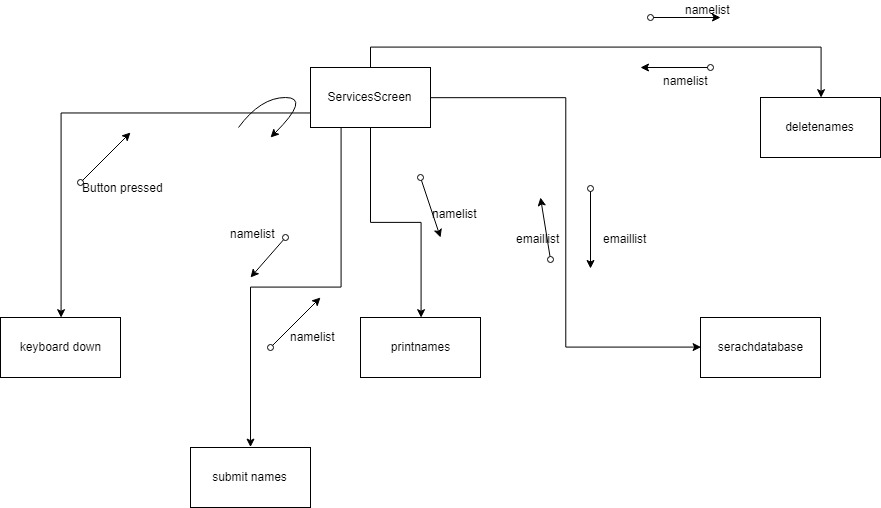 namelist
namelist
ServicesScreen
deletenames
Button pressed
namelist
namelist
emaillist
emaillist
namelist
keyboard down
printnames
serachdatabase
submit names